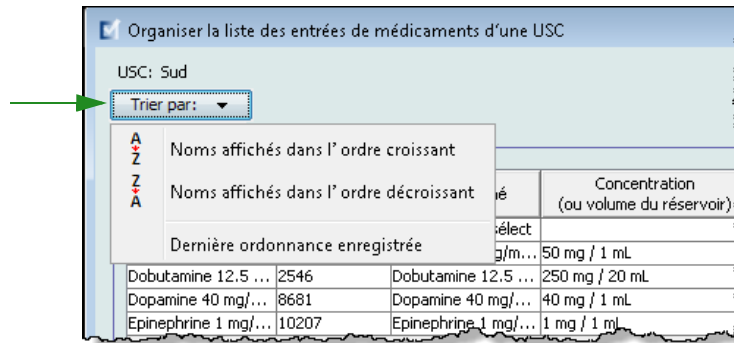 Organiser la liste des entrées de médicaments d'une USC
USC: Sud
Trier par:
A Z Noms affichés dans l' ordre croissant
Z A Noms affichés dans l' ordre décroissant
Dernière ordonnance enregistrée
é Concentration
(ou volume du réservoir)
sélect
g/m... 50 mg / 1 mL
Dobutamine 12.5 ... 2546 Dobutamine 12.5 ... 250 mg / 20 mL
Dopamine 40 mg/... 8681 Dopamine 40 mg/... 40 mg / 1 mL
Epinephrine 1 mg/... 10207 Epinephrine 1 mg/... 1 mg / 1 mL